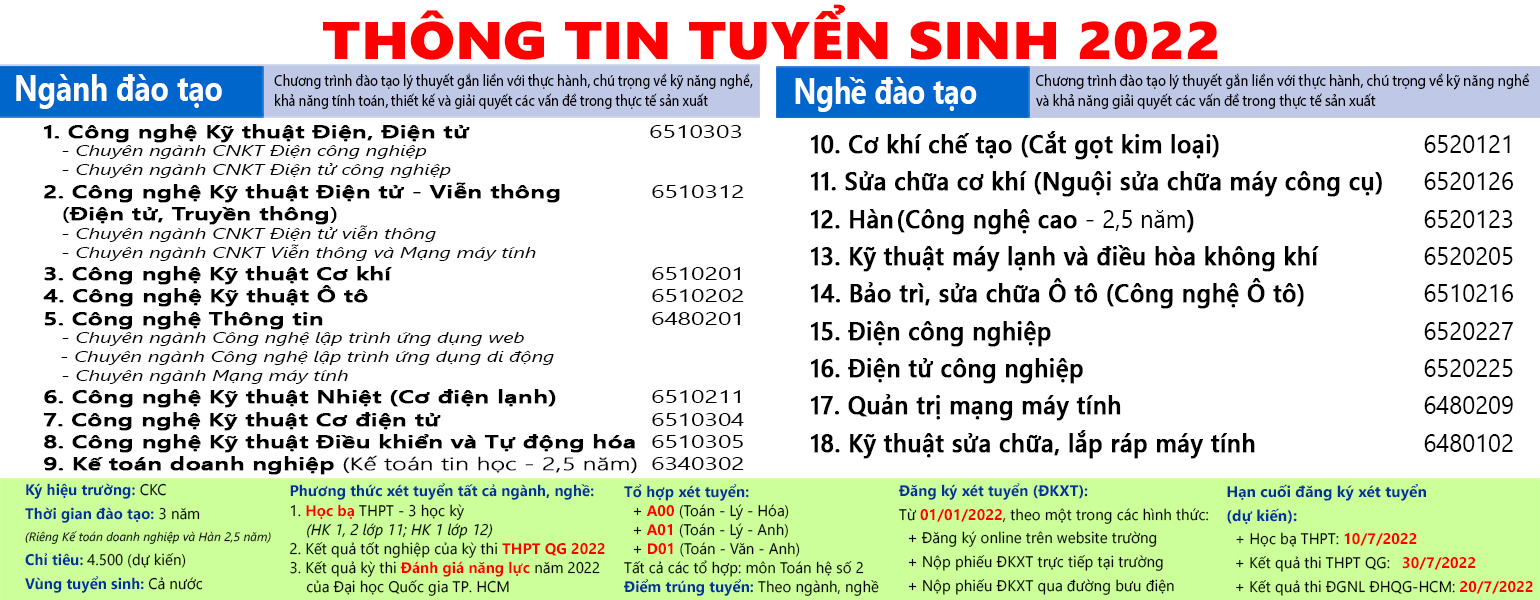 THÔNG TIN TUYỂN SINH 2022
Ngành đào tạo
Chương trình đào tạo lý thuyết gắn liền với thực hành, chú trọng về kỹ năng nghề,
khả năng tính toán, thiết kế và giải quyết các vấn đề trong thực tế sản xuất
1. Công nghệ Kỹ thuật Điện, Điện tử 6510303
- Chuyên ngành CNKT Điện công nghiệp
- Chuyên ngành CNKT Điện tử công nghiệp
2. Công nghệ Kỹ thuật Điện tử - Viễn thông 6510312
(Điện tử, Truyền thông)
- Chuyên ngành CNKT Điện tử viễn thông
- Chuyên ngành CNKT Viễn thông và Mạng máy tính
3. Công nghệ Kỹ thuật Cơ khí 6510201
4. Công nghệ Kỹ thuật Ô tô 6510202
5. Công nghệ Thông tin 6480201
- Chuyên ngành Công nghệ lập trình ứng dụng web
- Chuyên ngành Công nghệ lập trình ứng dụng di động
- Chuyên ngành Mạng máy tính
6. Công nghệ Kỹ thuật Nhiệt (Cơ điện lạnh) 6510211
7. Công nghệ Kỹ thuật Cơ điện tử 6510304
8. Công nghệ Kỹ thuật Điều khiển và Tự động hóa 6510305
9. Kế toán doanh nghiệp (Kế toán tin học - 2,5 năm) 6340302
Nghề đào tạo
Chương trình đào tạo lý thuyết gắn liền với thực hành, chú trọng về kỹ năng nghề
và khả năng giải quyết các vấn đề trong thực tế sản xuất
10. Cơ khí chế tạo (Cắt gọt kim loại) 6520121
11. Sửa chữa cơ khí (Nguội sửa chữa máy công cụ) 6520126
12. Hàn (Công nghệ cao - 2,5 năm) 6520123
13. Kỹ thuật máy lạnh và điều hòa không khí 6520205
14. Bảo trì, sửa chữa Ô tô (Công nghệ Ô tô) 6510216
15. Điện công nghiệp 6520227
16. Điện tử công nghiệp 6520225
17. Quản trị mạng máy tính 6480209
18. Kỹ thuật sửa chữa, lắp ráp máy tính 6480102
Ký hiệu trường: CKC
Thời gian đào tạo: 3 năm
(Riêng Kế toán doanh nghiệp và Hàn 2,5 năm)
Chỉ tiêu: 4.500 (dự kiến)
Vùng tuyển sinh: Cả nước
Phương thức xét tuyển tất cả ngành, nghề:
1. Học bạ THPT - 3 học kỳ
(HK 1, 2 lớp 11; HK 1 lớp 12)
2. Kết quả tốt nghiệp của kỳ thi THPT QG 2022
3. Kết quả kỳ thi Đánh giá năng lực năm 2022
của Đại học Quốc gia TP. HCM
Tổ hợp xét tuyển:
+ A00 (Toán - Lý - Hóa)
+ A01 (Toán - Lý - Anh)
+ D01 (Toán - Văn - Anh)
Tất cả các tổ hợp: môn Toán hệ số 2
Điểm trúng tuyển: Theo ngành, nghề
Đăng ký xét tuyển (ĐKXT):
Từ 01/01/2022, theo một trong các hình thức:
+ Đăng ký online trên website trường
+ Nộp phiếu ĐKXT trực tiếp tại trường
+ Nộp phiếu ĐKXT qua đường bưu điện
Hạn cuối đăng ký xét tuyển
(dự kiến):
+ Học bạ THPT: 10/7/2022
+ Kết quả thi THPT QG: 30/7/2022
+ Kết quả thi ĐGNL ĐHQG-HCM: 20/7/2022